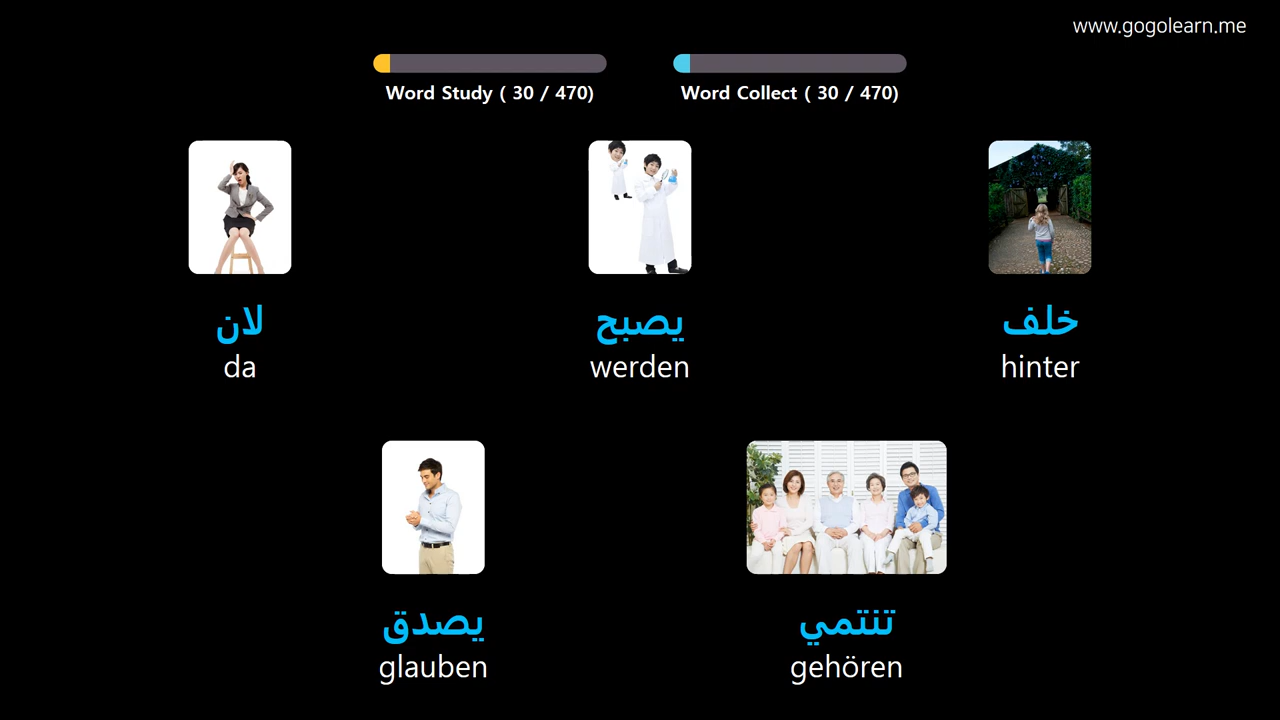 www.gogolearn.me
Word Study ( 30 / 470)
Word Collect ( 30 / 470)
لان
da
يصبح
werden
خلف
hinter
يصدق
glauben
تنتمي
gehören